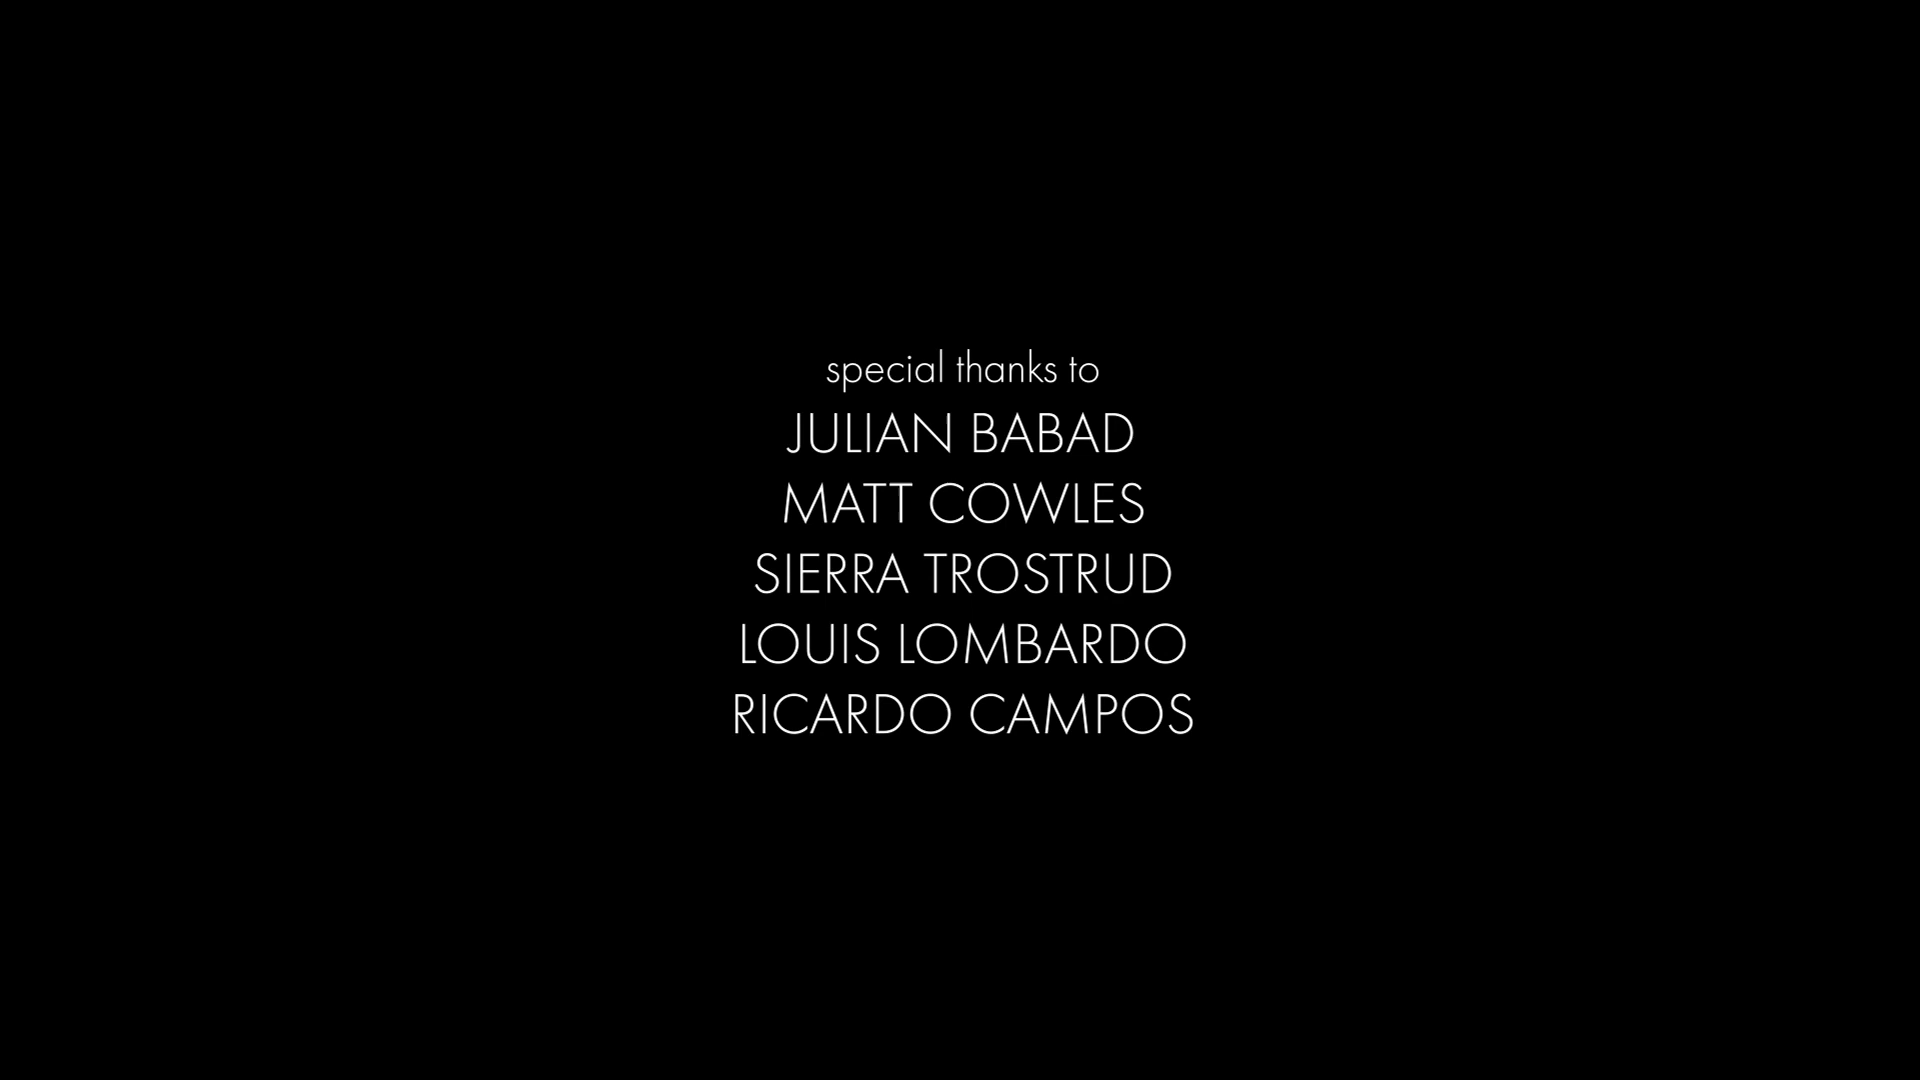 special thanks to
JULIAN BABAD
MATT COWLES
SIERRA TROSTRUD
LOUIS LOMBARDO
RICARDO CAMPOS